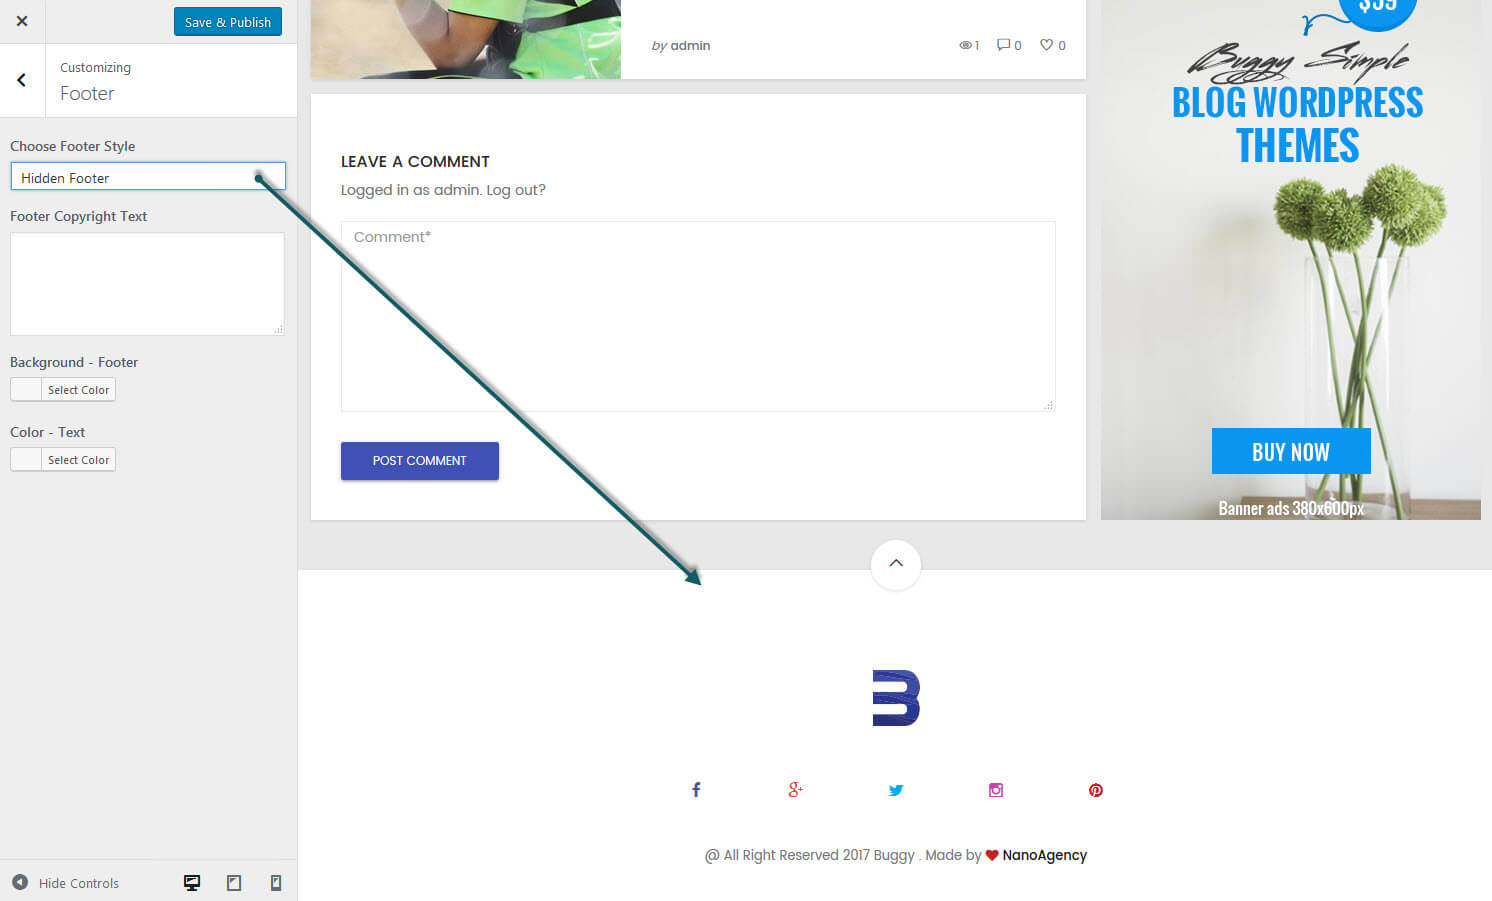 Save & Publish
Customizing
Footer
Choose Footer Style
Hidden Footer
Footer Copyright Text
Background - Footer
Select Color
Color - Text
Select Color
Hide Controls
by admin
1
0
0
LEAVE A COMMENT
Logged in as admin. Log out?
Comment*
POST COMMENT
$59
Buggy Simple
BLOG WORDPRESS
THEMES
BUY NOW
Banner ads 380x600px
@ All Right Reserved 2017 Buggy . Made by NanoAgency